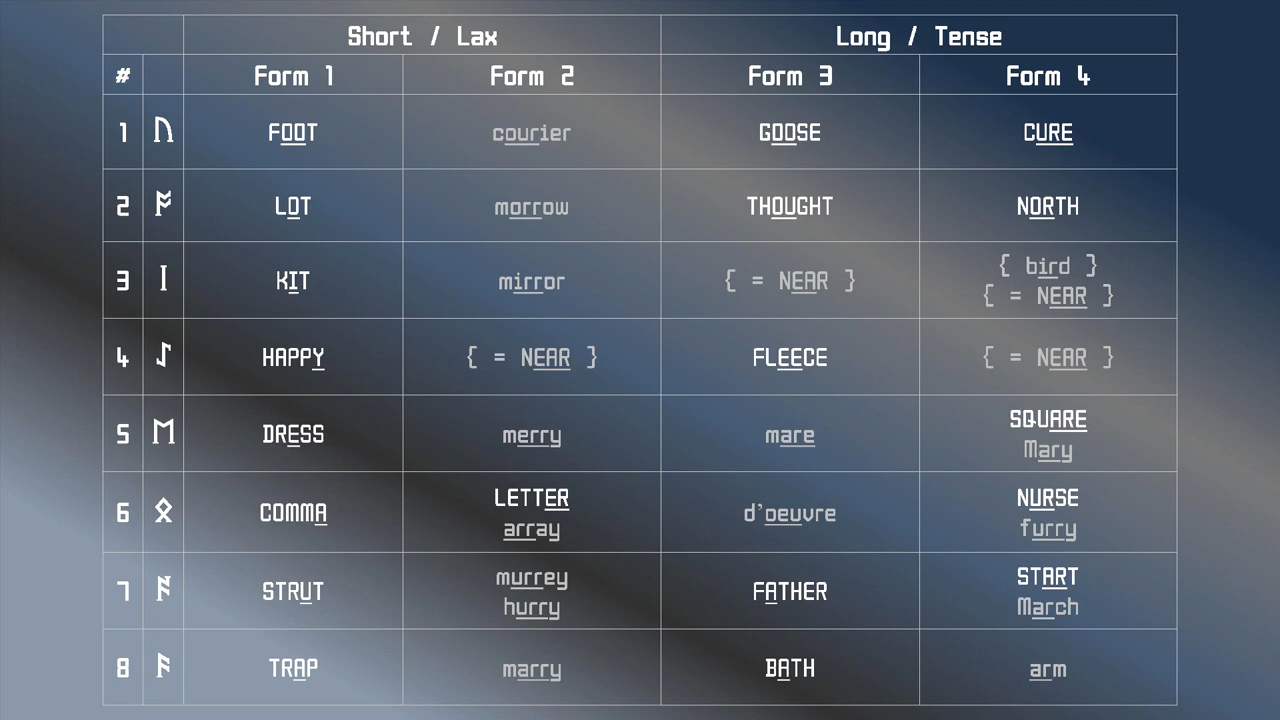 Short / Lax Long / Tense
# Form 1 Form 2 Form 3 Form 4
1 ᚢ FOOT courier GOOSE CURE
2 ᚩ LOT morrow THOUGHT NORTH
3 ᛁ KIT mirror { = NEAR } { bird }
{ = NEAR }
4 ᛇ HAPPY { = NEAR } FLEECE { = NEAR }
5 ᛖ DRESS merry mare SQUARE
Mary
6 ᛟ COMMA LETTER d'oeuvre NURSE
array furry
7 ᚪ STRUT murrey FATHER START
hurry March
8 ᚫ TRAP marry BATH arm